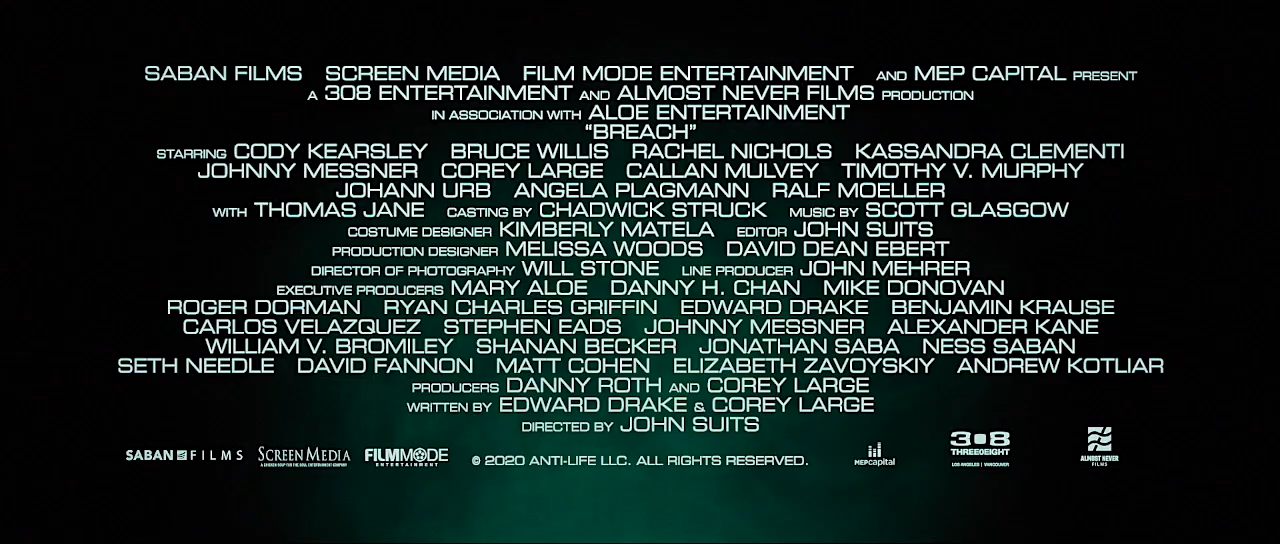 SABAN FILMS SCREEN MEDIA FILM MODE ENTERTAINMENT AND MEP CAPITAL PRESENT
A 308 ENTERTAINMENT AND ALMOST NEVER FILMS PRODUCTION
IN ASSOCIATION WITH ALOE ENTERTAINMENT
“BREACH”
STARRING CODY KEARSLEY BRUCE WILLIS RACHEL NICHOLS KASSANDRA CLEMENTI
JOHNNY MESSNER COREY LARGE CALLAN MULVEY TIMOTHY V. MURPHY
JOHANN URB ANGELA PLAGMANN RALF MOELLER
WITH THOMAS JANE CASTING BY CHADWICK STRUCK MUSIC BY SCOTT GLASGOW
COSTUME DESIGNER KIMBERLY MATELA EDITOR JOHN SUITS
PRODUCTION DESIGNER MELISSA WOODS DAVID DEAN EBERT
DIRECTOR OF PHOTOGRAPHY WILL STONE LINE PRODUCER JOHN MEHRER
EXECUTIVE PRODUCERS MARY ALOE DANNY H. CHAN MIKE DONOVAN
ROGER DORMAN RYAN CHARLES GRIFFIN EDWARD DRAKE BENJAMIN KRAUSE
CARLOS VELAZQUEZ STEPHEN EADS JOHNNY MESSNER ALEXANDER KANE
WILLIAM V. BROMILEY SHANAN BECKER JONATHAN SABA NESS SABAN
SETH NEEDLE DAVID FANNON MATT COHEN ELIZABETH ZAVOYSKIY ANDREW KOTLIAR
PRODUCERS DANNY ROTH AND COREY LARGE
WRITTEN BY EDWARD DRAKE & COREY LARGE
DIRECTED BY JOHN SUITS
SABAN FILMS
SCREEN MEDIA
A CHICKEN SOUP FOR THE SOUL ENTERTAINMENT COMPANY
FILMMODE
ENTERTAINMENT
© 2020 ANTI-LIFE LLC. ALL RIGHTS RESERVED.
MEPcapital
308
THREE0EIGHT
LOS ANGELES | VANCOUVER
ALMOST NEVER
FILMS